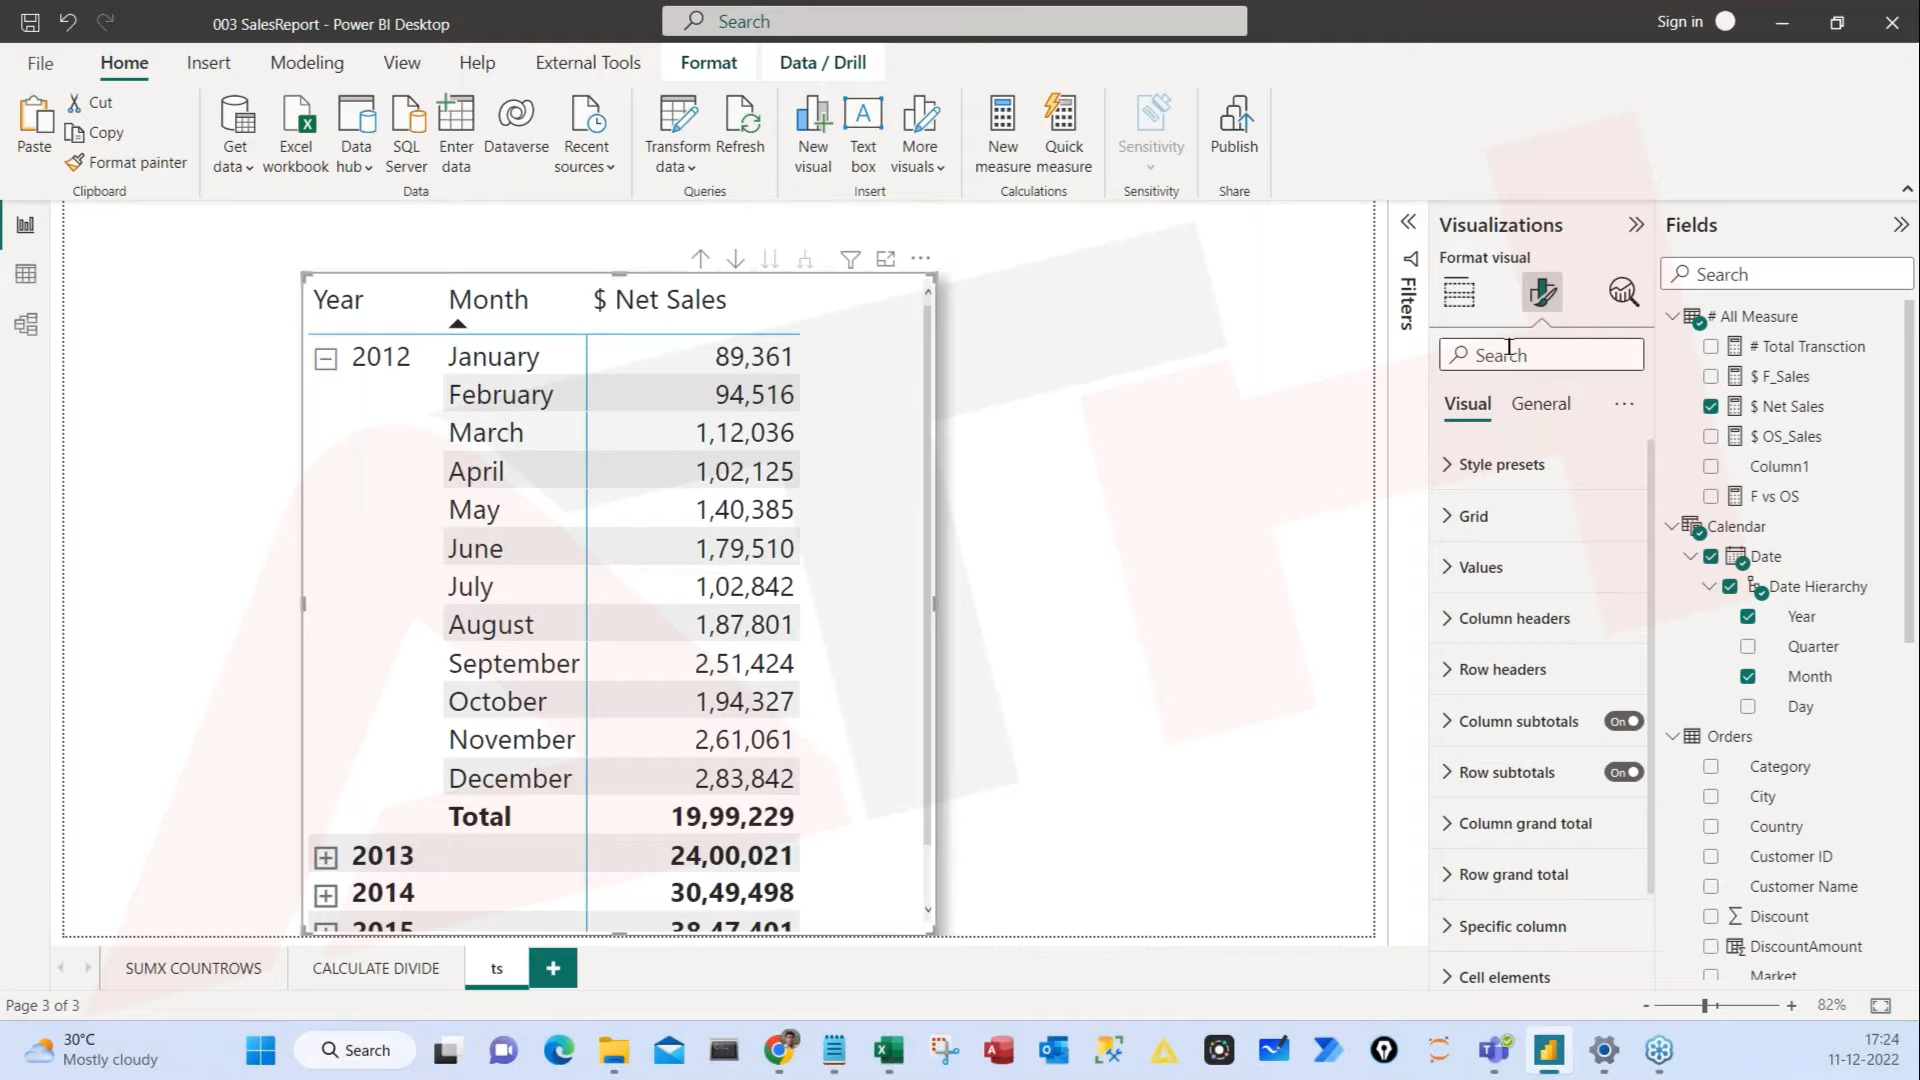 003 SalesReport - Power BI Desktop
Search
Sign in
File
Home
Insert
Modeling
View
Help
External Tools
Format
Data / Drill
Paste
Cut
Copy
Format painter
Clipboard
Get data
Excel workbook
Data hub
SQL Server
Enter data
Dataverse
Recent sources
Data
Transform data
Refresh
Queries
New visual
Text box
More visuals
Insert
New measure
Quick measure
Calculations
Sensitivity
Sensitivity
Publish
Share
Year Month $ Net Sales
2012 January 89,361
February 94,516
March 1,12,036
April 1,02,125
May 1,40,385
June 1,79,510
July 1,02,842
August 1,87,801
September 2,51,424
October 1,94,327
November 2,61,061
December 2,83,842
Total 19,99,229
2013 24,00,021
2014 30,49,498
2015 38,47,401
Filters
Visualizations
Format visual
Search
Visual General
Style presets
Grid
Values
Column headers
Row headers
Column subtotals On
Row subtotals On
Column grand total
Row grand total
Specific column
Cell elements
Fields
Search
# All Measure
# Total Transction
$ F_Sales
$ Net Sales
$ OS_Sales
Column1
F vs OS
Calendar
Date
Date Hierarchy
Year
Quarter
Month
Day
Orders
Category
City
Country
Customer ID
Customer Name
Discount
DiscountAmount
Market
SUMX COUNTROWS
CALCULATE DIVIDE
ts
Page 3 of 3
82%
30°C
Mostly cloudy
Search
17:24
11-12-2022